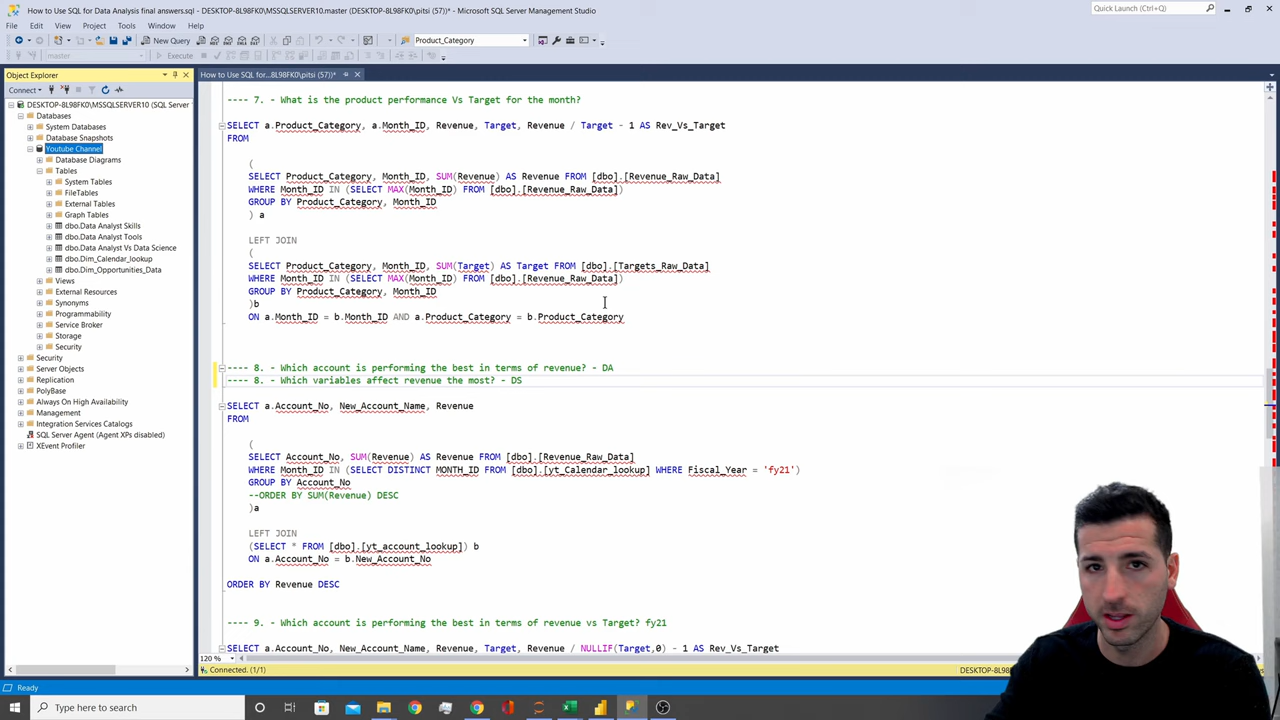 How to Use SQL for Data Analysis final answers.sql - DESKTOP-8L98FK0\MSSQLSERVER10.master (DESKTOP-8L98FK0\pitsi (57))* - Microsoft SQL Server Management Studio
Quick Launch (Ctrl+Q)
File Edit View Project Tools Window Help
New Query Product_Category
master Execute
Object Explorer
How to Use SQL for...8L98FK0\pitsi (57))*
Connect
DESKTOP-8L98FK0\MSSQLSERVER10 (SQL Server
Databases
System Databases
Database Snapshots
Youtube Channel
Database Diagrams
Tables
System Tables
FileTables
External Tables
Graph Tables
dbo.Data Analyst Skills
dbo.Data Analyst Tools
dbo.Data Analyst Vs Data Science
dbo.Dim_Calendar_lookup
dbo.Dim_Opportunities_Data
Views
External Resources
Synonyms
Programmability
Service Broker
Storage
Security
Security
Server Objects
Replication
PolyBase
Always On High Availability
Management
Integration Services Catalogs
SQL Server Agent (Agent XPs disabled)
XEvent Profiler
---- 7. - What is the product performance Vs Target for the month?
SELECT a.Product_Category, a.Month_ID, Revenue, Target, Revenue / Target - 1 AS Rev_Vs_Target
FROM
(
SELECT Product_Category, Month_ID, SUM(Revenue) AS Revenue FROM [dbo].[Revenue_Raw_Data]
WHERE Month_ID IN (SELECT MAX(Month_ID) FROM [dbo].[Revenue_Raw_Data])
GROUP BY Product_Category, Month_ID
) a
LEFT JOIN
(
SELECT Product_Category, Month_ID, SUM(Target) AS Target FROM [dbo].[Targets_Raw_Data]
WHERE Month_ID IN (SELECT MAX(Month_ID) FROM [dbo].[Revenue_Raw_Data])
GROUP BY Product_Category, Month_ID
)b
ON a.Month_ID = b.Month_ID AND a.Product_Category = b.Product_Category
---- 8. - Which account is performing the best in terms of revenue? - DA
---- 8. - Which variables affect revenue the most? - DS
SELECT a.Account_No, New_Account_Name, Revenue
FROM
(
SELECT Account_No, SUM(Revenue) AS Revenue FROM [dbo].[Revenue_Raw_Data]
WHERE Month_ID IN (SELECT DISTINCT MONTH_ID FROM [dbo].[yt_Calendar_lookup] WHERE Fiscal_Year = 'fy21')
GROUP BY Account_No
--ORDER BY SUM(Revenue) DESC
)a
LEFT JOIN
(SELECT * FROM [dbo].[yt_account_lookup]) b
ON a.Account_No = b.New_Account_No
ORDER BY Revenue DESC
---- 9. - Which account is performing the best in terms of revenue vs Target? fy21
SELECT a.Account_No, New_Account_Name, Revenue, Target, Revenue / NULLIF(Target,0) - 1 AS Rev_Vs_Target
120 %
Connected. (1/1)
DESKTOP-8L98FK0\MSSQLSERVER10
Ready
Type here to search